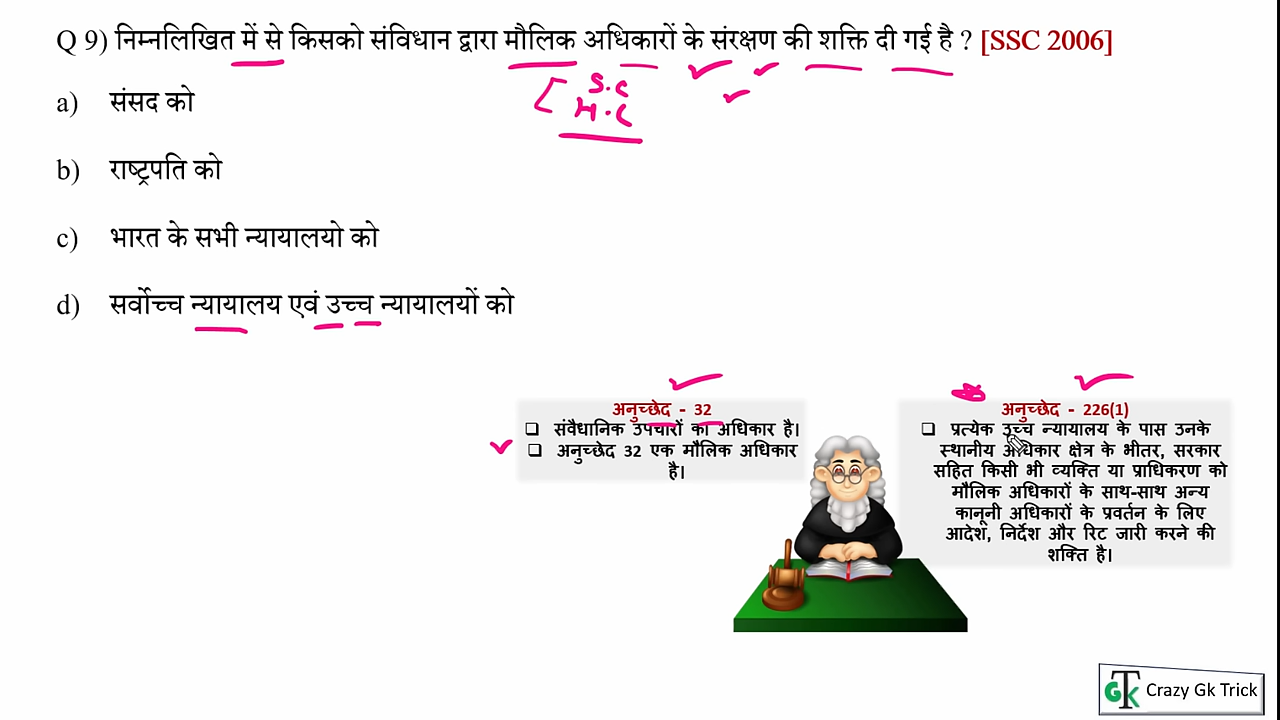 Q 9) निम्नलिखित में से किसको संविधान द्वारा मौलिक अधिकारों के संरक्षण की शक्ति दी गई है ? [SSC 2006]
S.C
H.C
a) संसद को
b) राष्ट्रपति को
c) भारत के सभी न्यायालयो को
d) सर्वोच्च न्यायालय एवं उच्च न्यायालयों को
अनुच्छेद - 32
❑ संवैधानिक उपचारों का अधिकार है।
❑ अनुच्छेद 32 एक मौलिक अधिकार
है।
अनुच्छेद - 226(1)
❑ प्रत्येक उच्च न्यायालय के पास उनके
स्थानीय अधिकार क्षेत्र के भीतर, सरकार
सहित किसी भी व्यक्ति या प्राधिकरण को
मौलिक अधिकारों के साथ-साथ अन्य
कानूनी अधिकारों के प्रवर्तन के लिए
आदेश, निर्देश और रिट जारी करने की
शक्ति है।
GTK Crazy Gk Trick